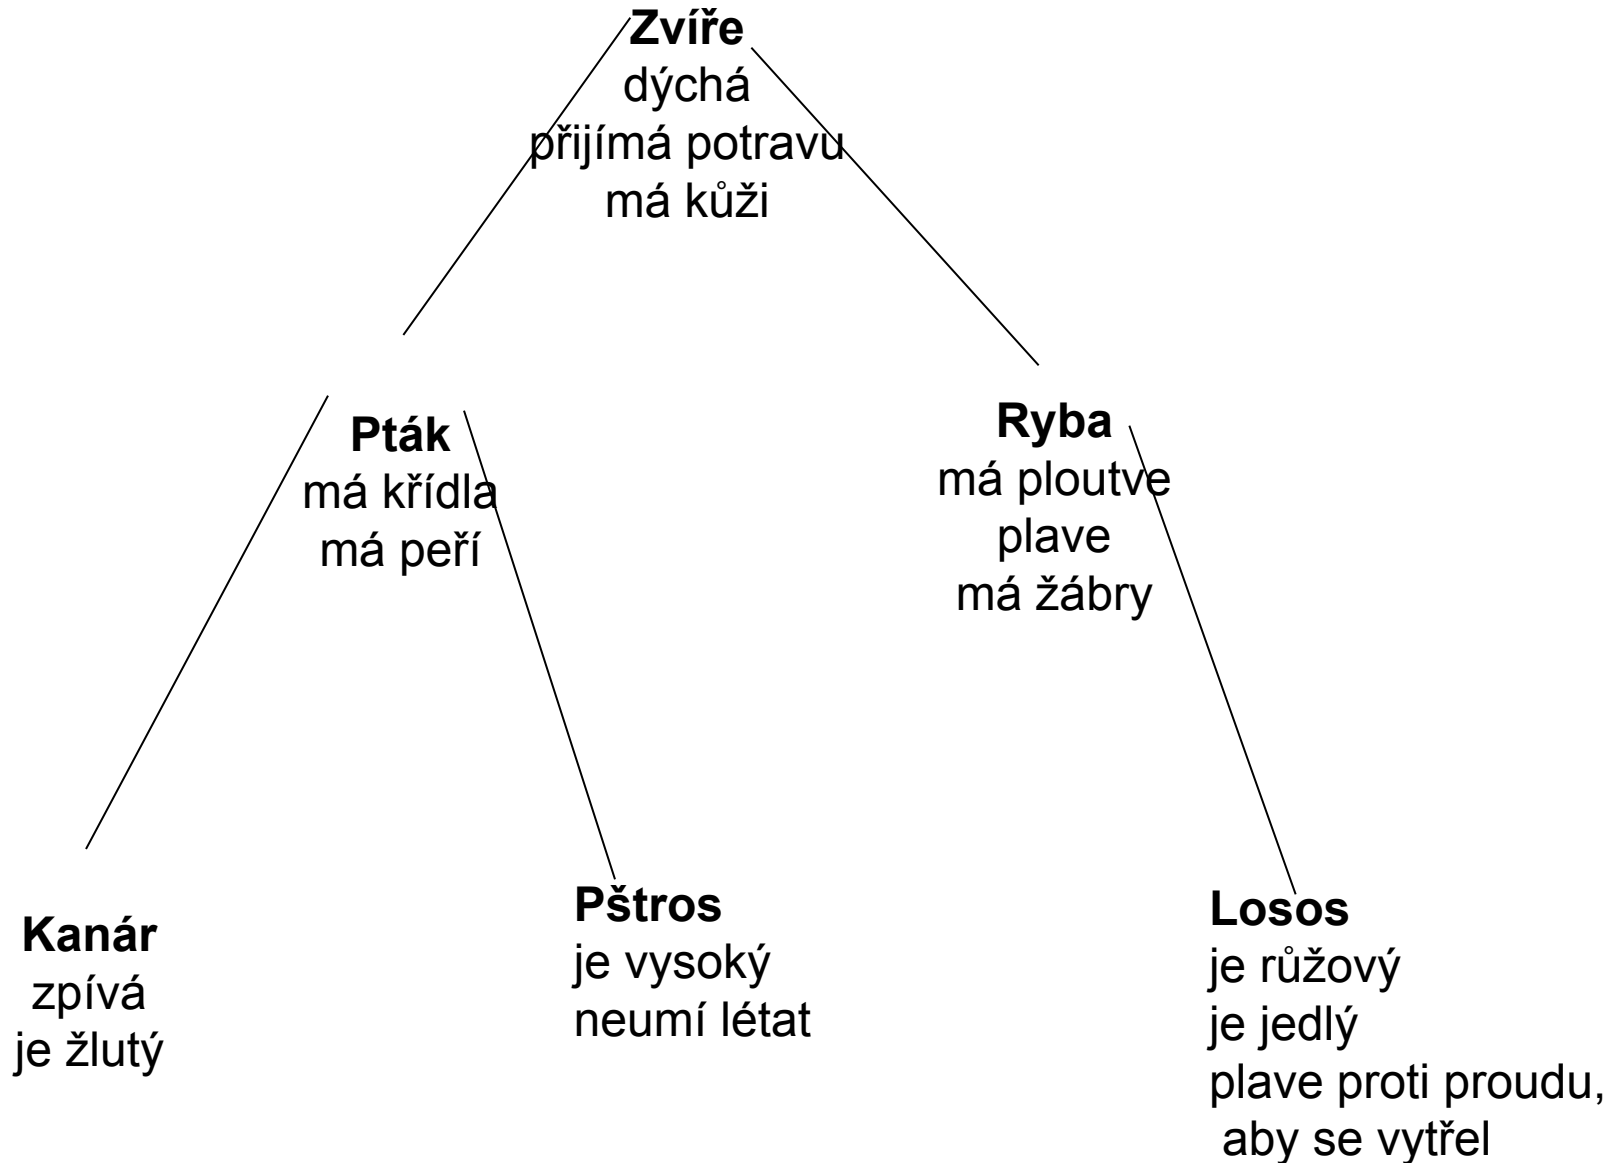 Zvíře
dýchá
přijímá potravu
má kůži
Pták
má křídla
má peří
Ryba
má ploutve
plave
má žábry
Kanár
zpívá
je žlutý
Pštros
je vysoký
neumí létat
Losos
je růžový
je jedlý
plave proti proudu,
aby se vytřel